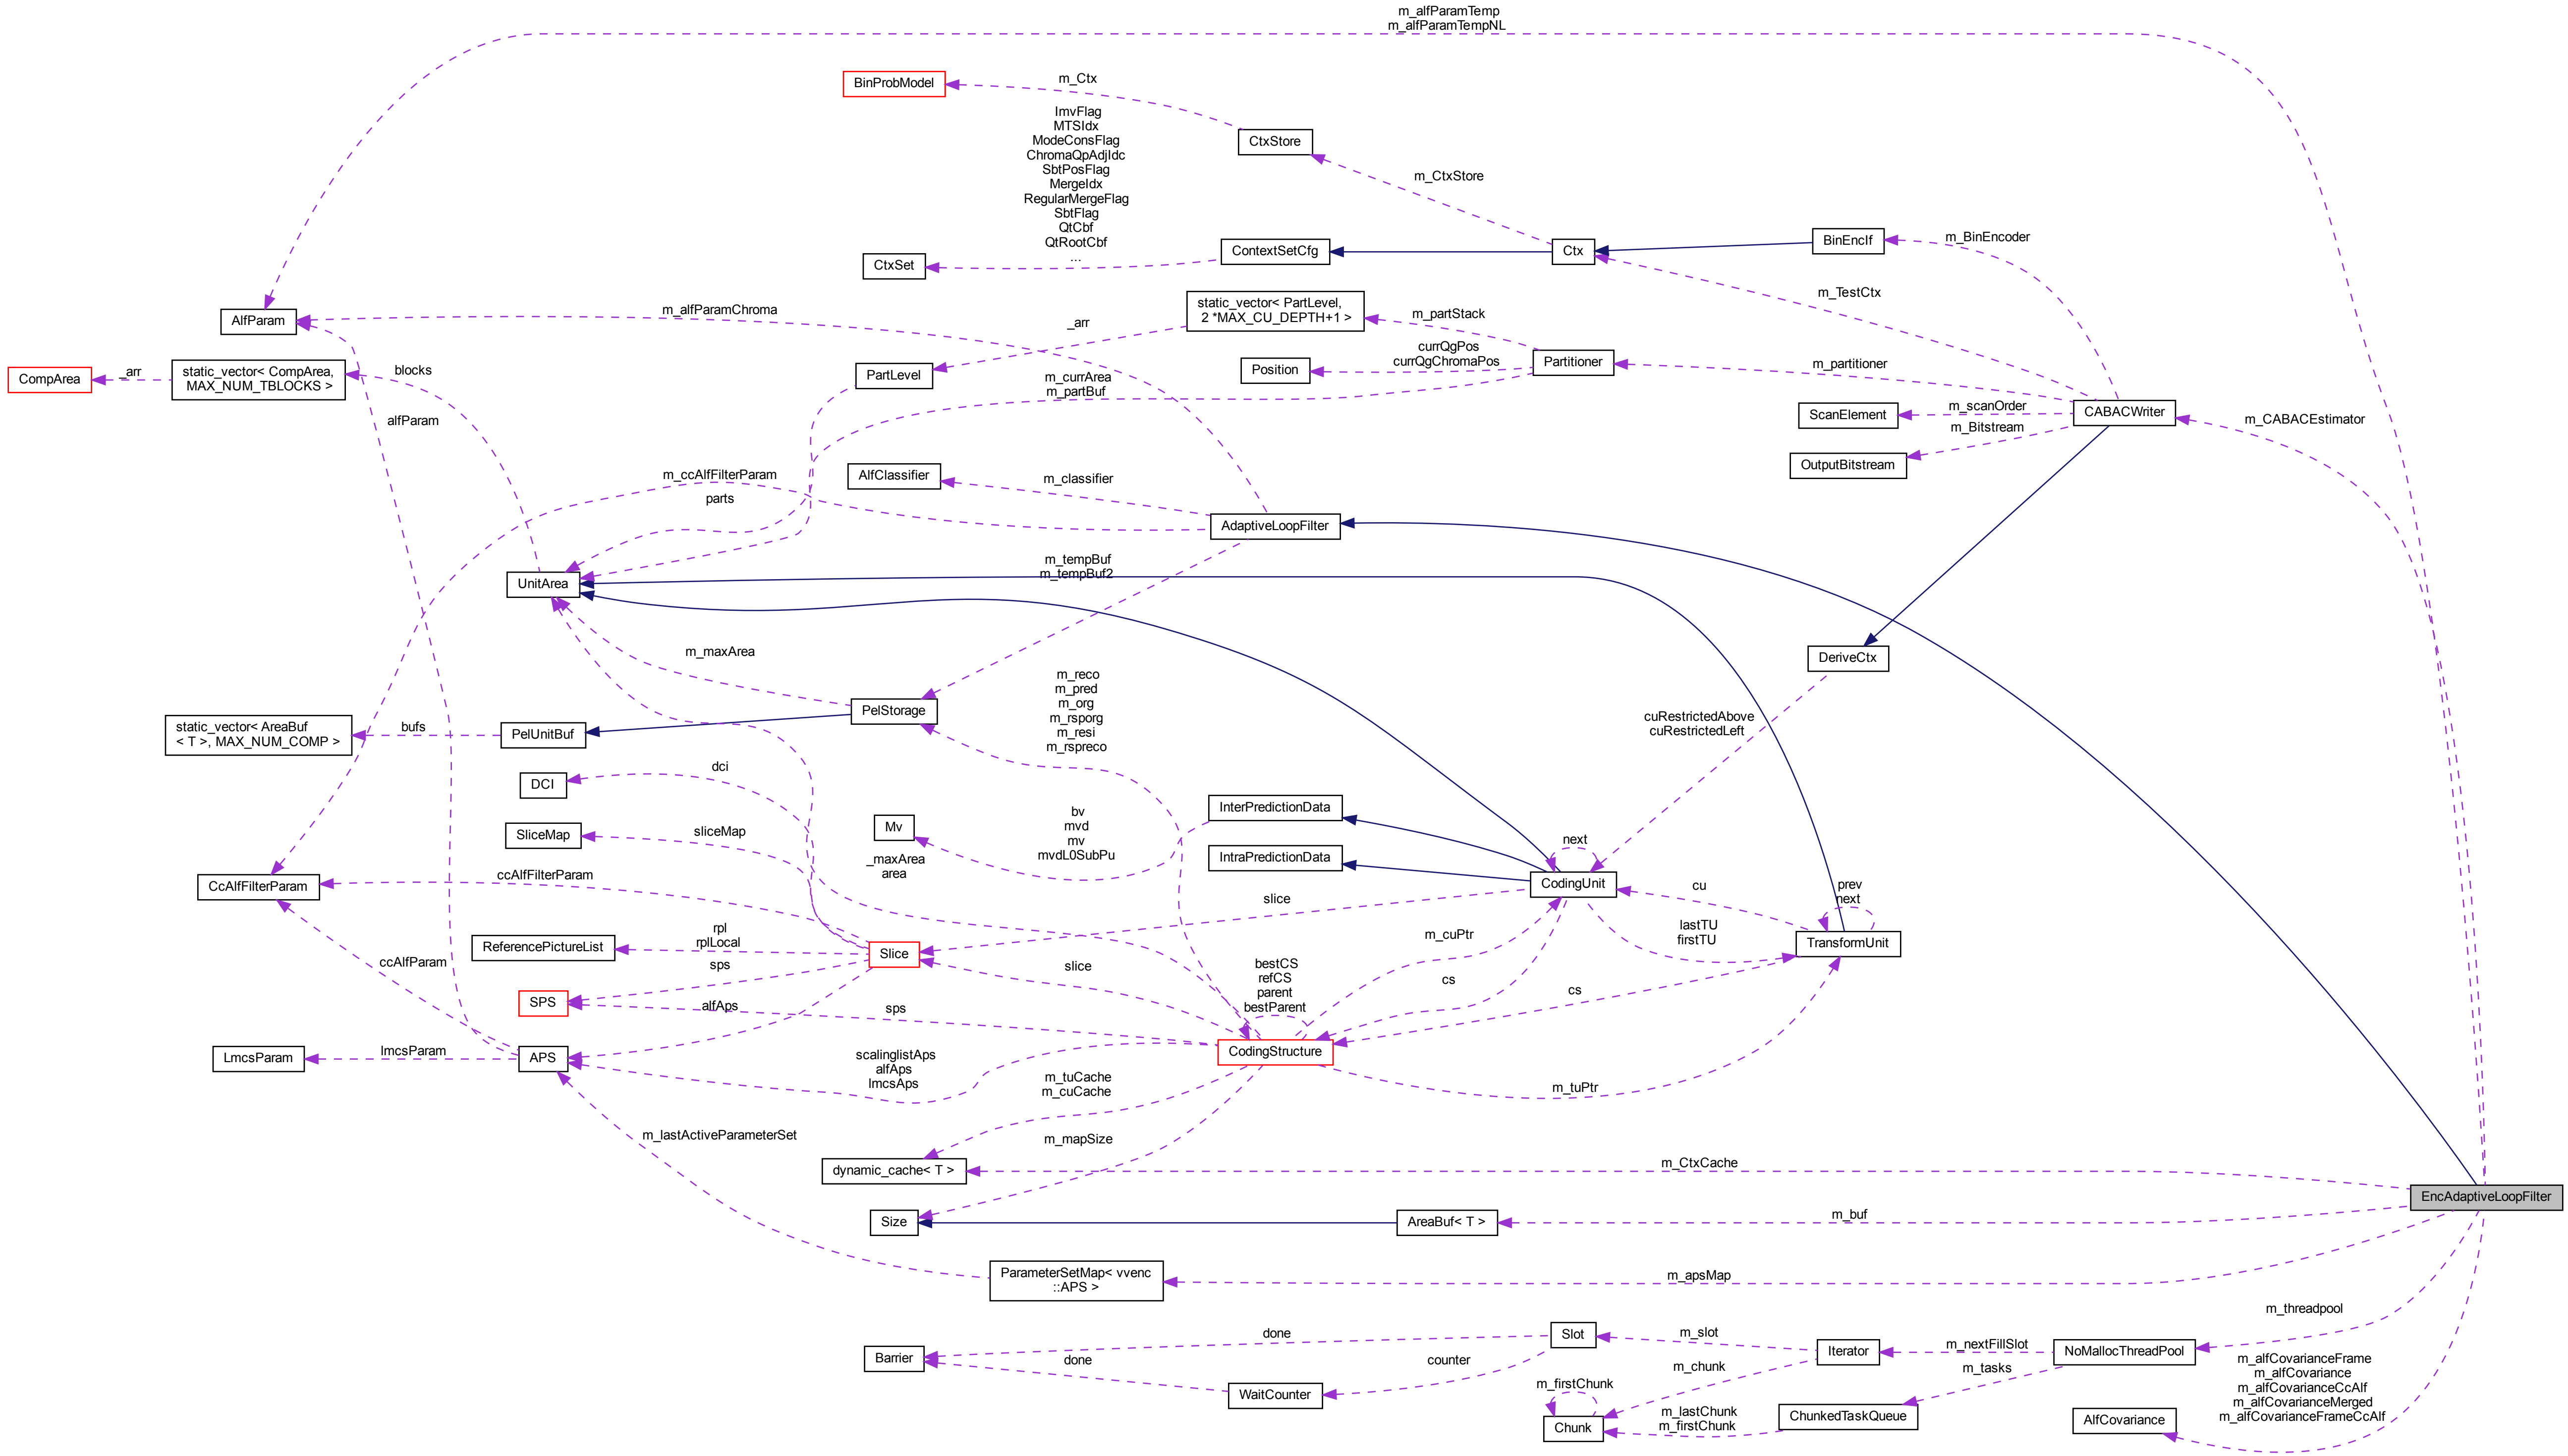 m_alfParamTemp
m_alfParamTempNL
BinProbModel
m_Ctx
CtxStore
ImvFlag
MTSIdx
ModeConsFlag
ChromaQpAdjIdc
SbtPosFlag
MergeIdx
RegularMergeFlag
SbtFlag
QtCbf
QtRootCbf
...
m_CtxStore
CtxSet
ContextSetCfg
Ctx
BinEncIf
m_BinEncoder
m_TestCtx
AlfParam
m_alfParamChroma
_arr
static_vector< PartLevel,
2 *MAX_CU_DEPTH+1 >
m_partStack
currQgPos
currQgChromaPos
Position
Partitioner
m_partitioner
CompArea
_arr
static_vector< CompArea,
MAX_NUM_TBLOCKS >
blocks
PartLevel
m_currArea
m_partBuf
alfParam
ScanElement
m_scanOrder
m_Bitstream
OutputBitstream
CABACWriter
m_CABACEstimator
m_ccAlfFilterParam
parts
AlfClassifier
m_classifier
AdaptiveLoopFilter
UnitArea
m_tempBuf
m_tempBuf2
m_maxArea
DeriveCtx
static_vector< AreaBuf
< T >, MAX_NUM_COMP >
bufs
PelUnitBuf
PelStorage
m_reco
m_pred
m_org
m_rsporg
m_resi
m_rspreco
cuRestrictedAbove
cuRestrictedLeft
DCI
dci
SliceMap
sliceMap
Mv
bv
mvd
mv
mvdL0SubPu
InterPredictionData
IntraPredictionData
_maxArea
area
next
CodingUnit
CcAlfFilterParam
ccAlfFilterParam
slice
cu
prev
next
lastTU
firstTU
TransformUnit
ReferencePictureList
rpl
rplLocal
Slice
m_cuPtr
ccAlfParam
sps
SPS
slice
bestCS
refCS
parent
bestParent
cs
cs
alfAps
sps
LmcsParam
lmcsParam
APS
scalinglistAps
alfAps
lmcsAps
CodingStructure
m_tuCache
m_cuCache
m_tuPtr
m_lastActiveParameterSet
m_mapSize
dynamic_cache< T >
m_CtxCache
EncAdaptiveLoopFilter
Size
AreaBuf< T >
m_buf
ParameterSetMap< vvenc
::APS >
m_apsMap
m_threadpool
Barrier
done
done
Slot
counter
WaitCounter
m_slot
m_chunk
Iterator
m_nextFillSlot
m_tasks
NoMallocThreadPool
m_firstChunk
Chunk
m_lastChunk
m_firstChunk
ChunkedTaskQueue
AlfCovariance
m_alfCovarianceFrame
m_alfCovariance
m_alfCovarianceCcAlf
m_alfCovarianceMerged
m_alfCovarianceFrameCcAlf